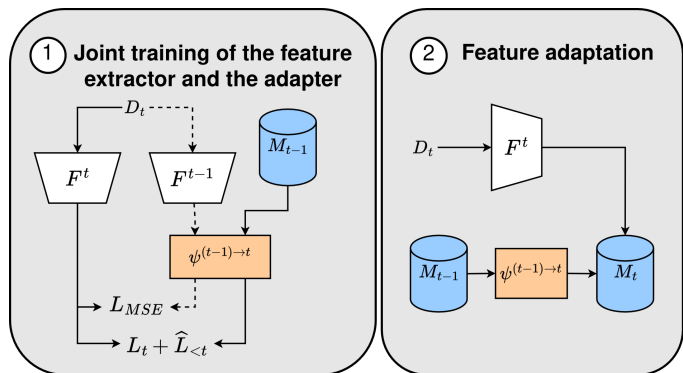 1 Joint training of the feature
extractor and the adapter
D_t
F^t
F^{t-1}
M_{t-1}
ψ^{(t-1)→t}
L_{MSE}
L_t + \widehat{L}_{<t}
2 Feature adaptation
D_t
F^t
M_{t-1}
ψ^{(t-1)→t}
M_t